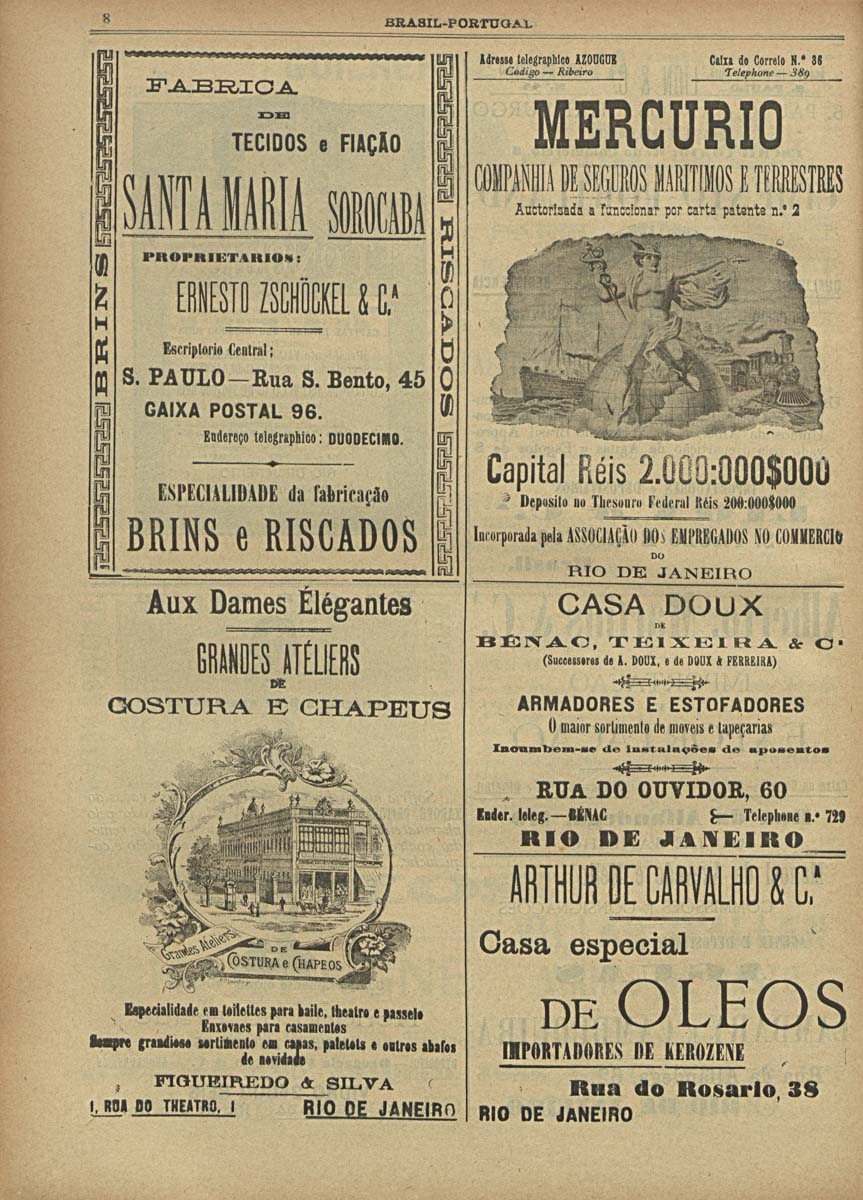 8
BRASIL-PORTUGAL
BRINS
FABRICA
DE
TECIDOS e FIAÇÃO
SANTA MARIA SOROCABA
PROPRIETARIOS:
ERNESTO ZSCHÖCKEL & C.ᴬ
Escriptorio Central;
S. PAULO—Rua S. Bento, 45
CAIXA POSTAL 96.
Endereço telegraphico: DUODECIMO.
ESPECIALIDADE da fabricação
BRINS e RISCADOS
RISCADOS
Aux Dames Élégantes
GRANDES ATÉLIERS
DE
COSTURA E CHAPEUS
Grandes Ateliers
DE
COSTURA e CHAPEOS
Especialidade em toilettes para baile, theatro e passeio
Enxovaes para casamentos
Sempre grandioso sortimento em capas, paletots e outros abafos
de novidade
FIGUEIREDO & SILVA
1, RUA DO THEATRO, 1 RIO DE JANEIRO
Adresse telegraphico AZOUGUE
Codigo — Ribeiro
Caixa do Correio N.º 36
Telephone — 389
MERCURIO
COMPANHIA DE SEGUROS MARITIMOS E TERRESTRES
Auctorisada a funccionar por carta patente n.º 2
Capital Réis 2.000:000$000
Deposito no Thesouro Federal Réis 200:000$000
Incorporada pela ASSOCIAÇÃO DOS EMPREGADOS NO COMMERCIO
DO
RIO DE JANEIRO
CASA DOUX
DE
BÉNAC, TEIXEIRA & Cª
(Successores de A. DOUX, e de DOUX & FERREIRA)
ARMADORES E ESTOFADORES
O maior sortimento de moveis e tapeçarias
Incumbem-se de instalações de aposentos
RUA DO OUVIDOR, 60
Ender. teleg.—BÉNAC Telephone n.º 729
RIO DE JANEIRO
ARTHUR DE CARVALHO & C.ᴬ
Casa especial
DE OLEOS
IMPORTADORES DE KEROZENE
Rua do Rosario, 38
RIO DE JANEIRO